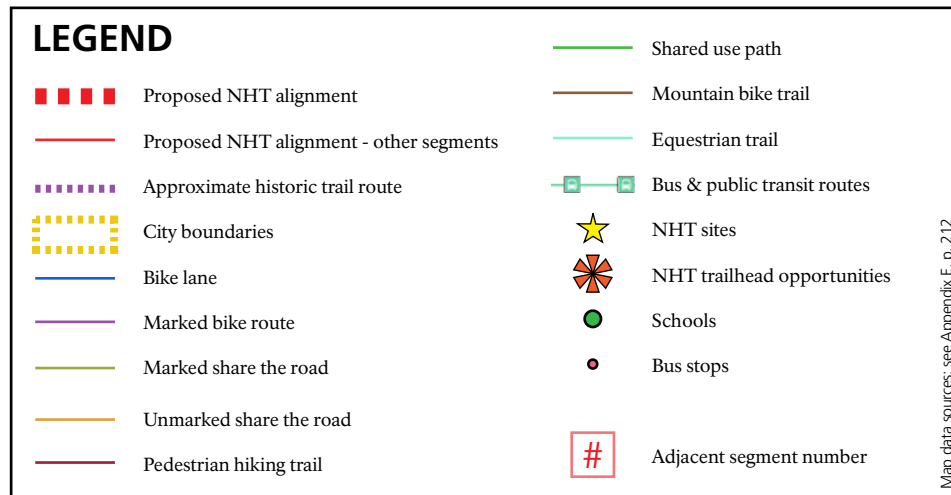 LEGEND
Proposed NHT alignment
Proposed NHT alignment - other segments
Approximate historic trail route
City boundaries
Bike lane
Marked bike route
Marked share the road
Unmarked share the road
Pedestrian hiking trail
Shared use path
Mountain bike trail
Equestrian trail
Bus & public transit routes
NHT sites
NHT trailhead opportunities
Schools
Bus stops
# Adjacent segment number
Map data sources: see Appendix F, p. 212